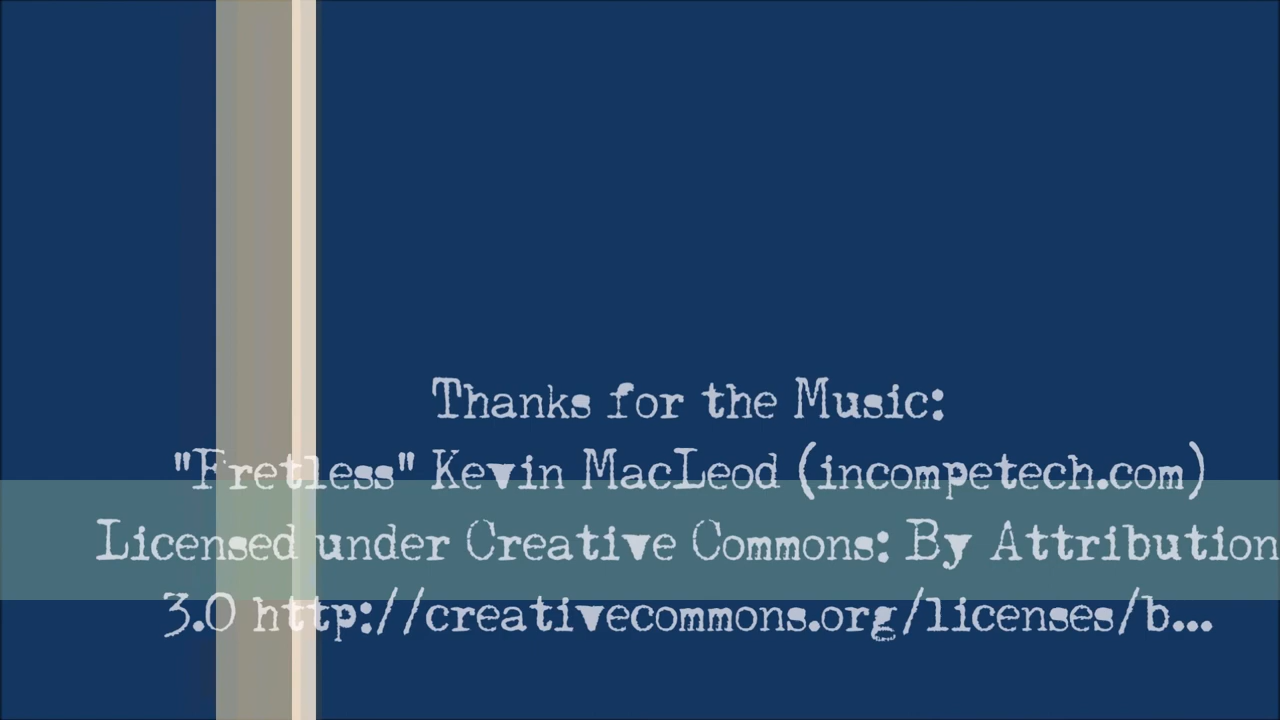 Thanks for the Music:
"Fretless" Kevin MacLeod (incompetech.com)
Licensed under Creative Commons: By Attribution
3.0 http://creativecommons.org/licenses/b...